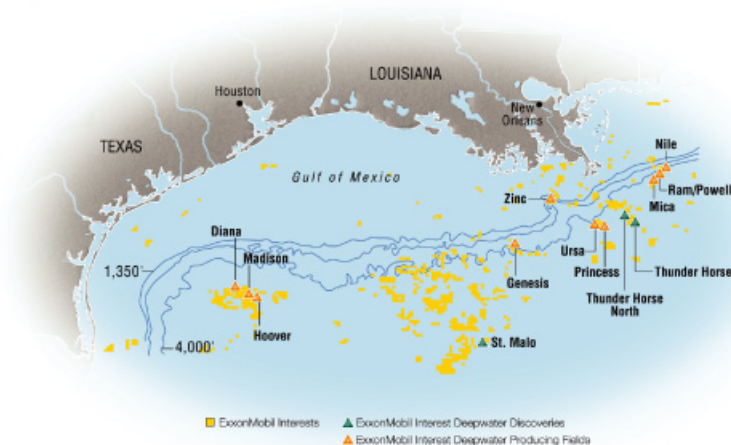 LOUISIANA
Houston
New
Orleans
TEXAS
Nile
Gulf of Mexico
Ram/Powell
Zinc
Mica
Diana
Madison
Ursa
1,350'
Princess
Thunder Horse
Genesis
Thunder Horse
North
Hoover
4,000'
St. Malo
ExxonMobil Interests
ExxonMobil Interest Deepwater Discoveries
ExxonMobil Interest Deepwater Producing Fields